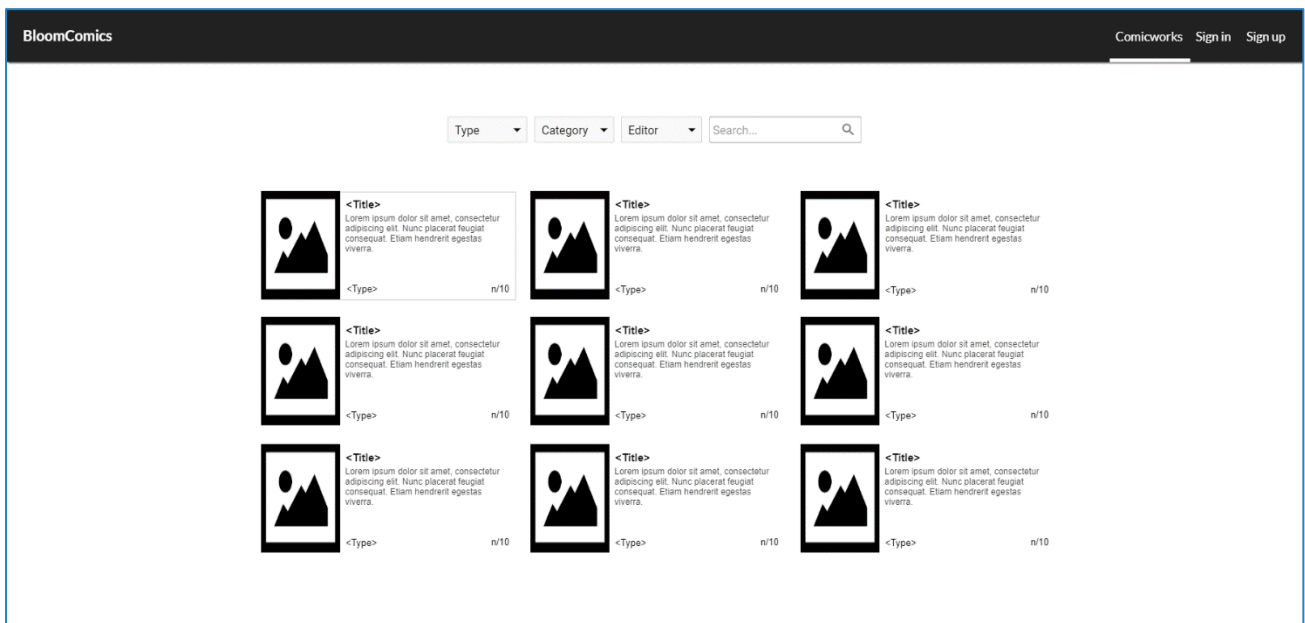 BloomComics
Comicworks Sign in Sign up
Type Category Editor Search...
<Title>
Lorem ipsum dolor sit amet, consectetur
adipiscing elit. Nunc placerat feugiat
consequat. Etiam hendrerit egestas
viverra.
<Type> n/10
<Title>
Lorem ipsum dolor sit amet, consectetur
adipiscing elit. Nunc placerat feugiat
consequat. Etiam hendrerit egestas
viverra.
<Type> n/10
<Title>
Lorem ipsum dolor sit amet, consectetur
adipiscing elit. Nunc placerat feugiat
consequat. Etiam hendrerit egestas
viverra.
<Type> n/10
<Title>
Lorem ipsum dolor sit amet, consectetur
adipiscing elit. Nunc placerat feugiat
consequat. Etiam hendrerit egestas
viverra.
<Type> n/10
<Title>
Lorem ipsum dolor sit amet, consectetur
adipiscing elit. Nunc placerat feugiat
consequat. Etiam hendrerit egestas
viverra.
<Type> n/10
<Title>
Lorem ipsum dolor sit amet, consectetur
adipiscing elit. Nunc placerat feugiat
consequat. Etiam hendrerit egestas
viverra.
<Type> n/10
<Title>
Lorem ipsum dolor sit amet, consectetur
adipiscing elit. Nunc placerat feugiat
consequat. Etiam hendrerit egestas
viverra.
<Type> n/10
<Title>
Lorem ipsum dolor sit amet, consectetur
adipiscing elit. Nunc placerat feugiat
consequat. Etiam hendrerit egestas
viverra.
<Type> n/10
<Title>
Lorem ipsum dolor sit amet, consectetur
adipiscing elit. Nunc placerat feugiat
consequat. Etiam hendrerit egestas
viverra.
<Type> n/10